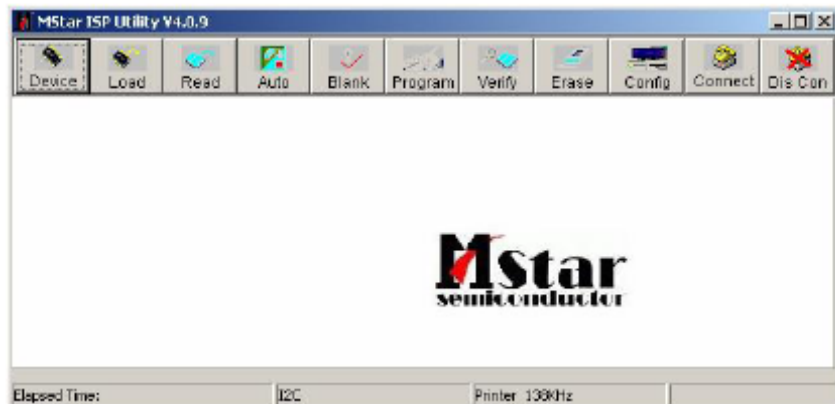 MStar ISP Utility V4.0.9
Device Load Read Auto Blank Program Verify Erase Config Connect Dis Con
MStar
semiconductor
Elapsed Time: I2C Printer 138KHz